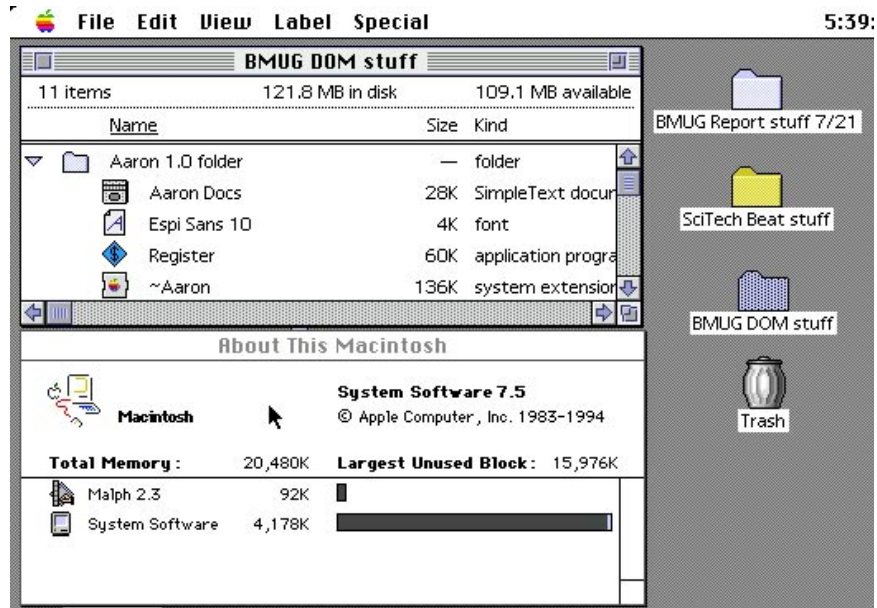 File Edit View Label Special 5:39:
BMUG DOM stuff
11 items 121.8 MB in disk 109.1 MB available
Name Size Kind
Aaron 1.0 folder — folder
Aaron Docs 28K SimpleText docur
Espi Sans 10 4K font
Register 60K application progra
~Aaron 136K system extension
BMUG Report stuff 7/21
SciTech Beat stuff
BMUG DOM stuff
Trash
About This Macintosh
Macintosh
System Software 7.5
© Apple Computer, Inc. 1983-1994
Total Memory : 20,480K Largest Unused Block : 15,976K
Malph 2.3 92K
System Software 4,178K